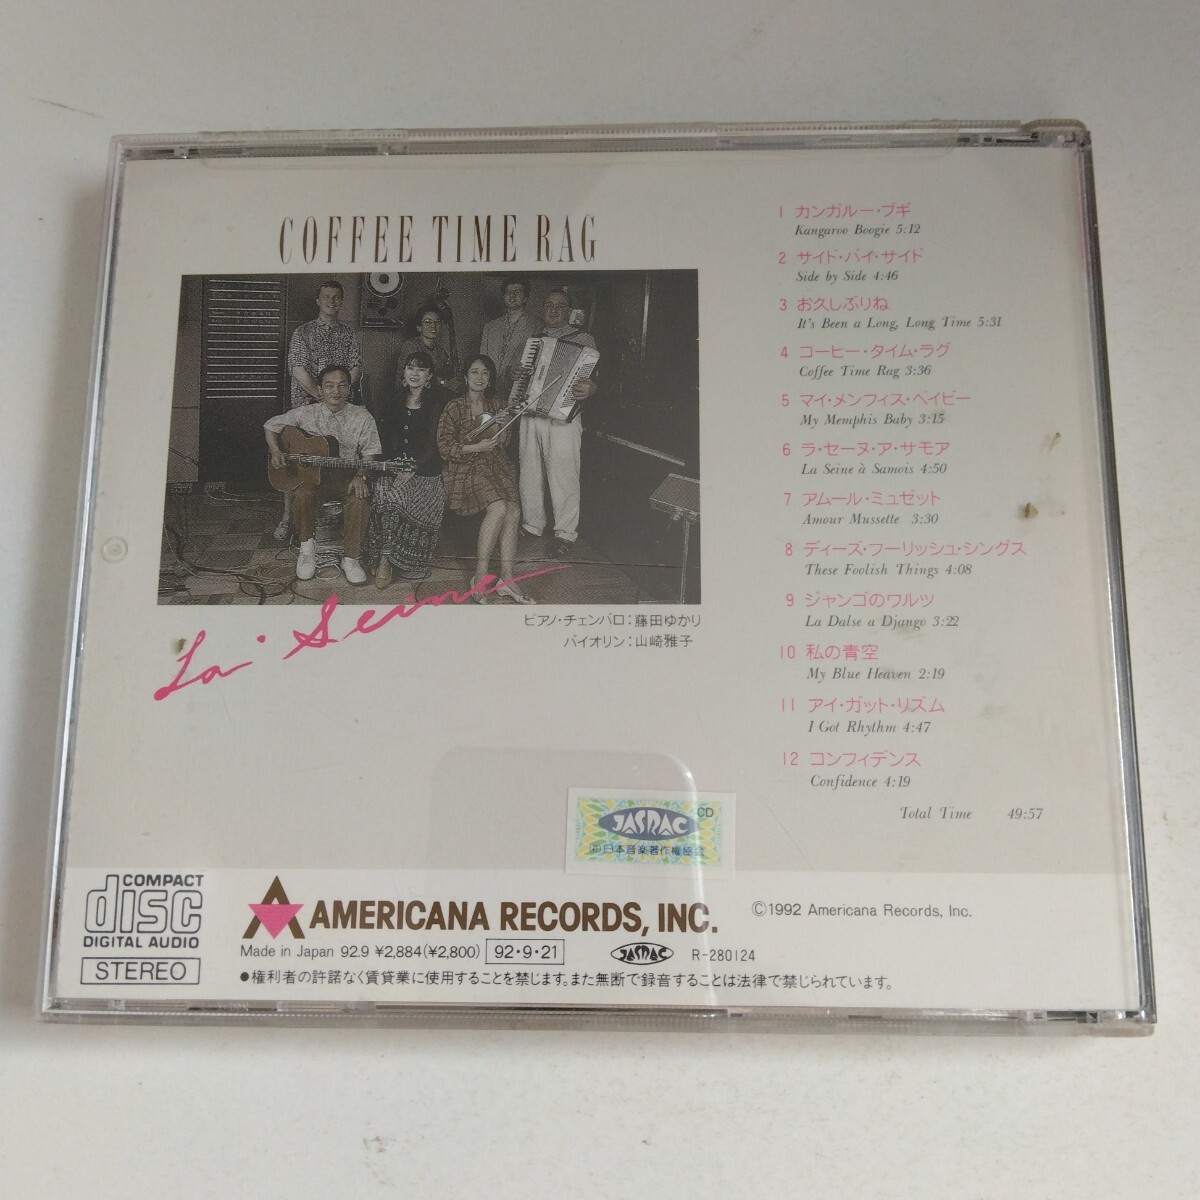 COFFEE TIME RAG
La Seine
ピアノ・チェンバロ:藤田ゆかり
バイオリン:山崎雅子
1 カンガルー・ブギ
Kangaroo Boogie 5:12
2 サイド・バイ・サイド
Side by Side 4:46
3 お久しぶりね
It's Been a Long, Long Time 5:31
4 コーヒー・タイム・ラグ
Coffee Time Rag 3:36
5 マイ・メンフィス・ベイビー
My Memphis Baby 3:15
6 ラ・セーヌ・ア・サモア
La Seine à Samois 4:50
7 アムール・ミュゼット
Amour Mussette 3:30
8 ディーズ・フーリッシュ・シングス
These Foolish Things 4:08
9 ジャンゴのワルツ
La Dalse a Django 3:22
10 私の青空
My Blue Heaven 2:19
11 アイ・ガット・リズム
I Got Rhythm 4:47
12 コンフィデンス
Confidence 4:19
Total Time 49:57
JASRAC CD
(社)日本音楽著作権協会
COMPACT
disc
DIGITAL AUDIO
STEREO
AMERICANA RECORDS, INC.
©1992 Americana Records, Inc.
Made in Japan 92.9 ¥2,884(¥2,800) 92・9・21 JASRAC R-280124
●権利者の許諾なく賃貸業に使用することを禁じます。また無断で録音することは法律で禁じられています。